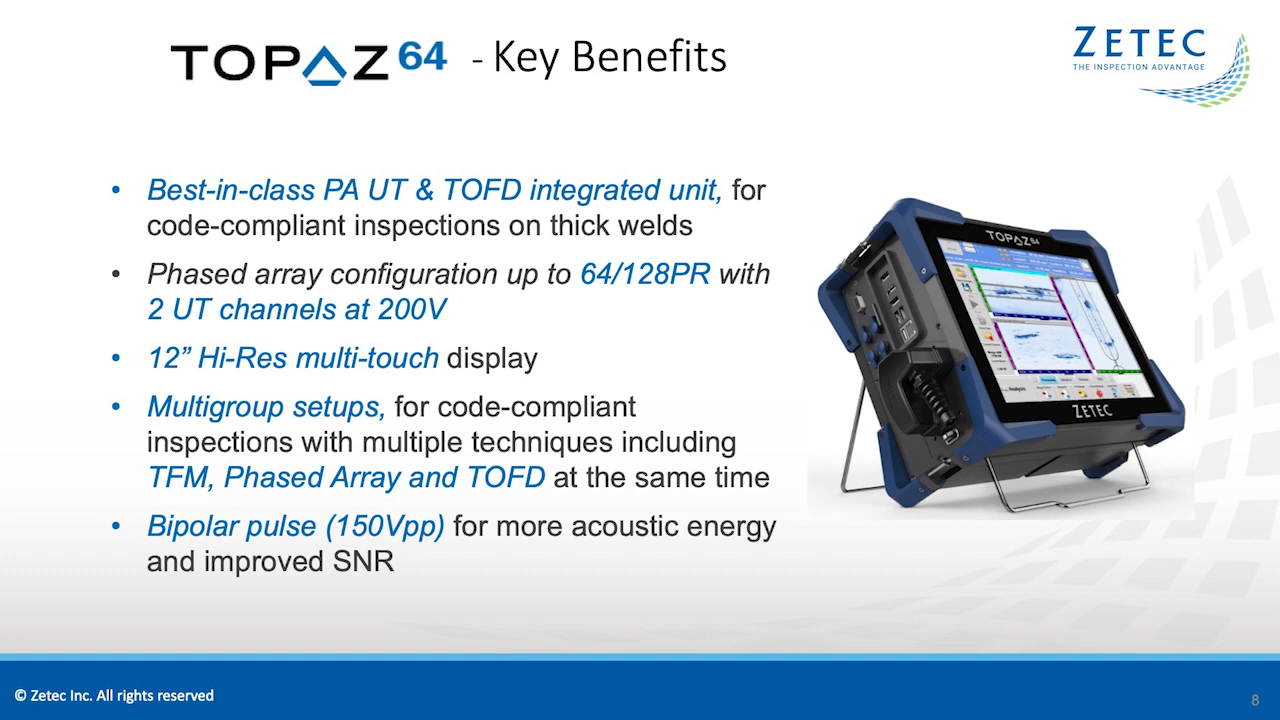 TOPAZ 64 - Key Benefits
ZETEC
THE INSPECTION ADVANTAGE
• Best-in-class PA UT & TOFD integrated unit, for
code-compliant inspections on thick welds
• Phased array configuration up to 64/128PR with
2 UT channels at 200V
• 12” Hi-Res multi-touch display
• Multigroup setups, for code-compliant
inspections with multiple techniques including
TFM, Phased Array and TOFD at the same time
• Bipolar pulse (150Vpp) for more acoustic energy
and improved SNR
TOPAZ64
ZETEC
© Zetec Inc. All rights reserved
8